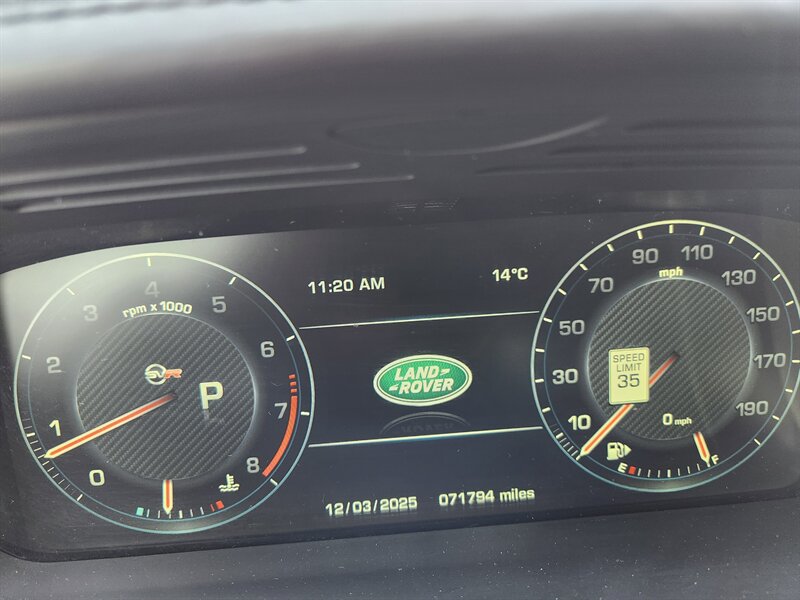 11:20 AM
14°C
4
3
5
rpm x 1000
2
6
SVR
P
1
7
0
8
LAND
ROVER
12/03/2025 071794 miles
90 110
mph
70
130
50
150
SPEED
LIMIT
35
30
170
10
190
0 mph
E
F